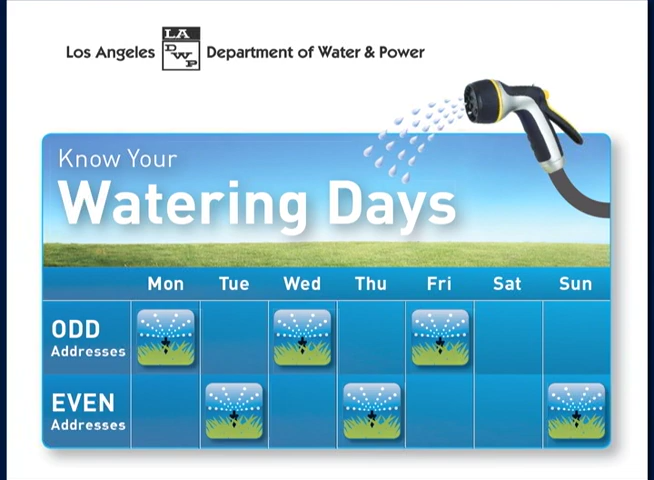 LA
DWP
Los Angeles Department of Water & Power
Know Your
Watering Days
Mon Tue Wed Thu Fri Sat Sun
ODD
Addresses
EVEN
Addresses